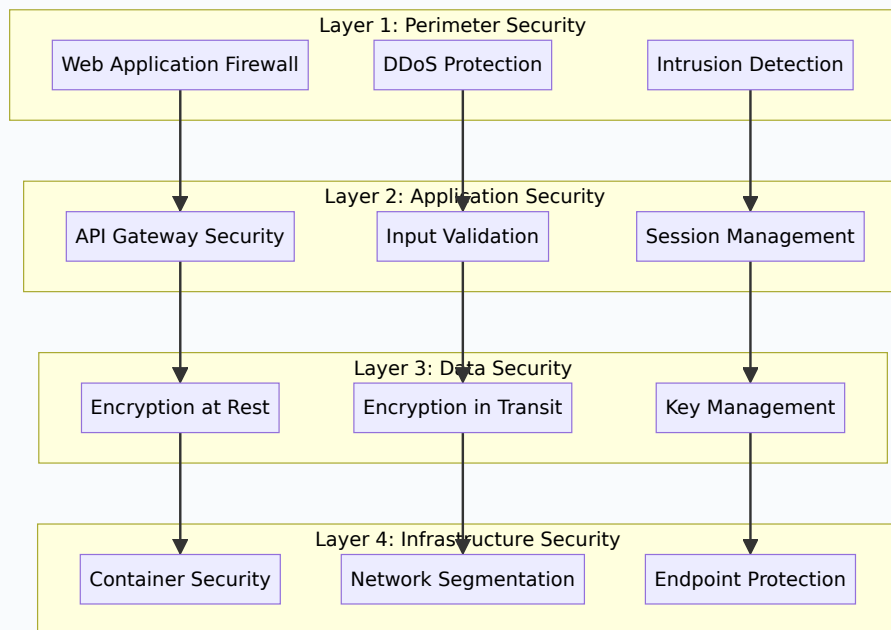 Layer 1: Perimeter Security
Web Application Firewall
DDoS Protection
Intrusion Detection
Layer 2: Application Security
API Gateway Security
Input Validation
Session Management
Layer 3: Data Security
Encryption at Rest
Encryption in Transit
Key Management
Layer 4: Infrastructure Security
Container Security
Network Segmentation
Endpoint Protection